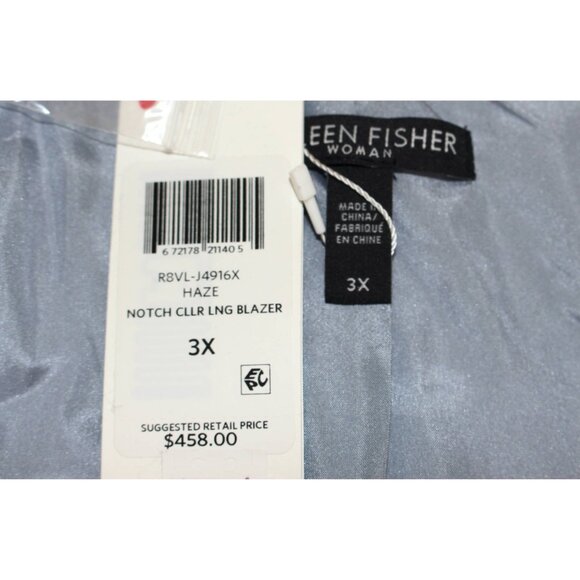 6 72178 21140 5
R8VL-J4916X
HAZE
NOTCH CLLR LNG BLAZER
3X
EPC
SUGGESTED RETAIL PRICE
$458.00
EEN FISHER
WOMAN
MADE IN
CHINA/
FABRIQUÉ
EN CHINE
3X